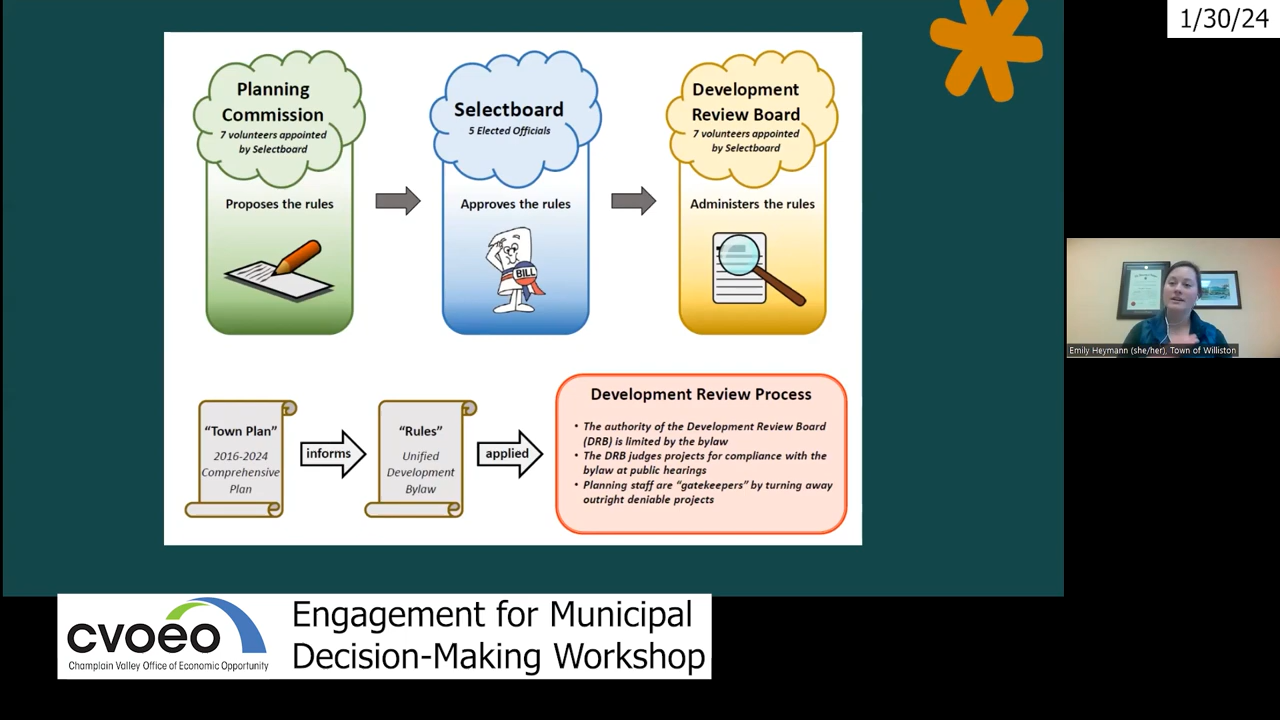 1/30/24
Planning
Commission
7 volunteers appointed
by Selectboard
Proposes the rules
Selectboard
5 Elected Officials
Approves the rules
BILL
Development
Review Board
7 volunteers appointed
by Selectboard
Administers the rules
"Town Plan"
2016-2024
Comprehensive
Plan
informs
"Rules"
Unified
Development
Bylaw
applied
Development Review Process
• The authority of the Development Review Board
(DRB) is limited by the bylaw
• The DRB judges projects for compliance with the
bylaw at public hearings
• Planning staff are "gatekeepers" by turning away
outright deniable projects
Emily Heymann (she/her), Town of Williston
cvoeo
Champlain Valley Office of Economic Opportunity
Engagement for Municipal
Decision-Making Workshop